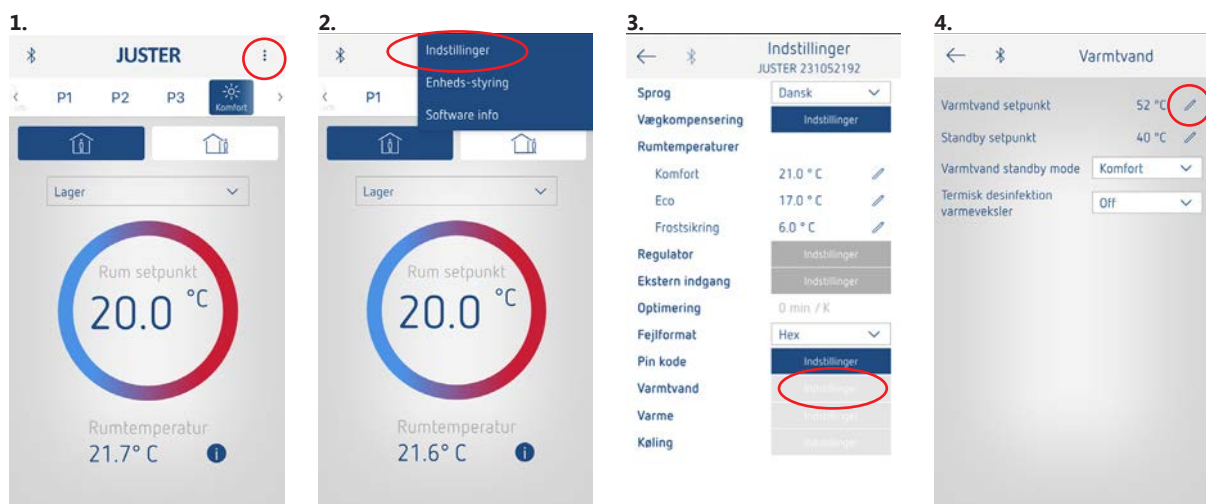 1.
JUSTER
P1 P2 P3 Komfort
Lager
Rum setpunkt
20.0 °C
Rumtemperatur
21.7° C
2.
Indstillinger
Enheds-styring
Software info
P1
Lager
Rum setpunkt
20.0 °C
Rumtemperatur
21.6° C
3.
Indstillinger
JUSTER 231052192
Sprog Dansk
Vægkompensering Indstillinger
Rumtemperaturer
Komfort 21.0 ° C
Eco 17.0 ° C
Frostsikring 6.0 ° C
Regulator Indstillinger
Ekstern indgang Indstillinger
Optimering 0 min / K
Fejlformat Hex
Pin kode Indstillinger
Varmtvand Indstillinger
Varme Indstillinger
Køling Indstillinger
4.
Varmtvand
Varmtvand setpunkt 52 °C
Standby setpunkt 40 °C
Varmtvand standby mode Komfort
Termisk desinfektion
varmeveksler Off